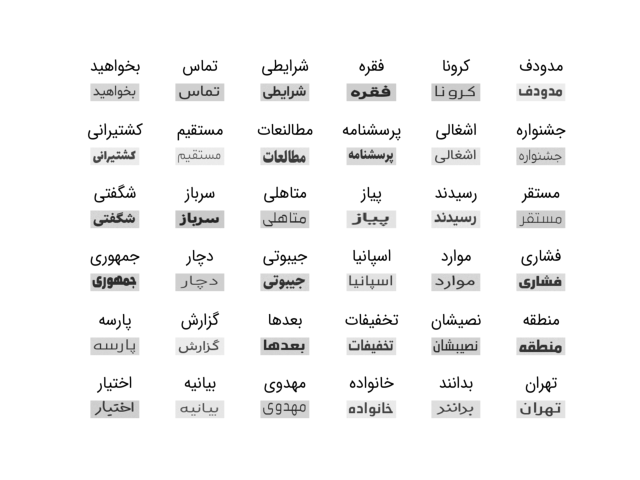 مدودف کرونا فقره شرایطی تماس بخواهید
مدودف کرونا فقره شرایطی تماس بخواهید
جشنواره اشغالی پرسشنامه مطالنعات مستقیم کشتیرانی
جشنواره اشغالی پرسشنامه مطالعات مستقیم کشتیرانی
مستقر رسیدند پیاز متاهلی سرباز شگفتی
مستقر رسیدند پیاز متاهلی سرباز شگفتی
فشاری موارد اسپانیا جیبوتی دچار جمهوری
فشاری موارد اسپانیا جیبوتی دچار جمهوری
منطقه نصیشان تخفیفات بعدها گزارش پارسه
منطقه نصیبشان تخفیفات بعدها گزارش پارسه
تهران بدانند خانواده مهدوی بیانیه اختیار
تهران بدانند خانواده مهدوی بیانیه اختیار